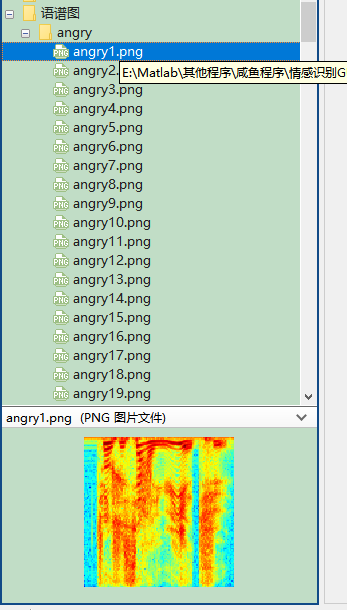 语谱图
angry
angry1.png
angry2.
E:\Matlab\其他程序\咸鱼程序\情感识别G
angry3.png
angry4.png
angry5.png
angry6.png
angry7.png
angry8.png
angry9.png
angry10.png
angry11.png
angry12.png
angry13.png
angry14.png
angry15.png
angry16.png
angry17.png
angry18.png
angry19.png
angry1.png (PNG 图片文件)